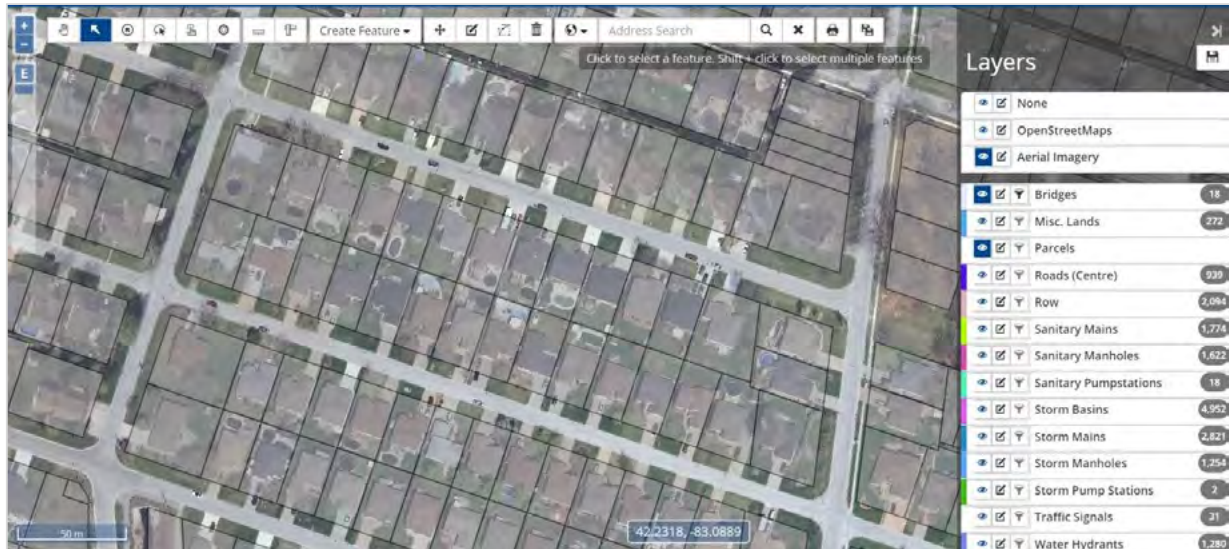 Create Feature
Address Search
Click to select a feature. Shift + click to select multiple features
E
Layers
None
OpenStreetMaps
Aerial Imagery
Bridges 18
Misc. Lands 272
Parcels
Roads (Centre) 939
Row 2,094
Sanitary Mains 1,774
Sanitary Manholes 1,622
Sanitary Pumpstations 18
Storm Basins 4,952
Storm Mains 2,821
Storm Manholes 1,254
Storm Pump Stations 2
Traffic Signals 31
Water Hydrants 1,280
50 m
42.2318, -83.0889